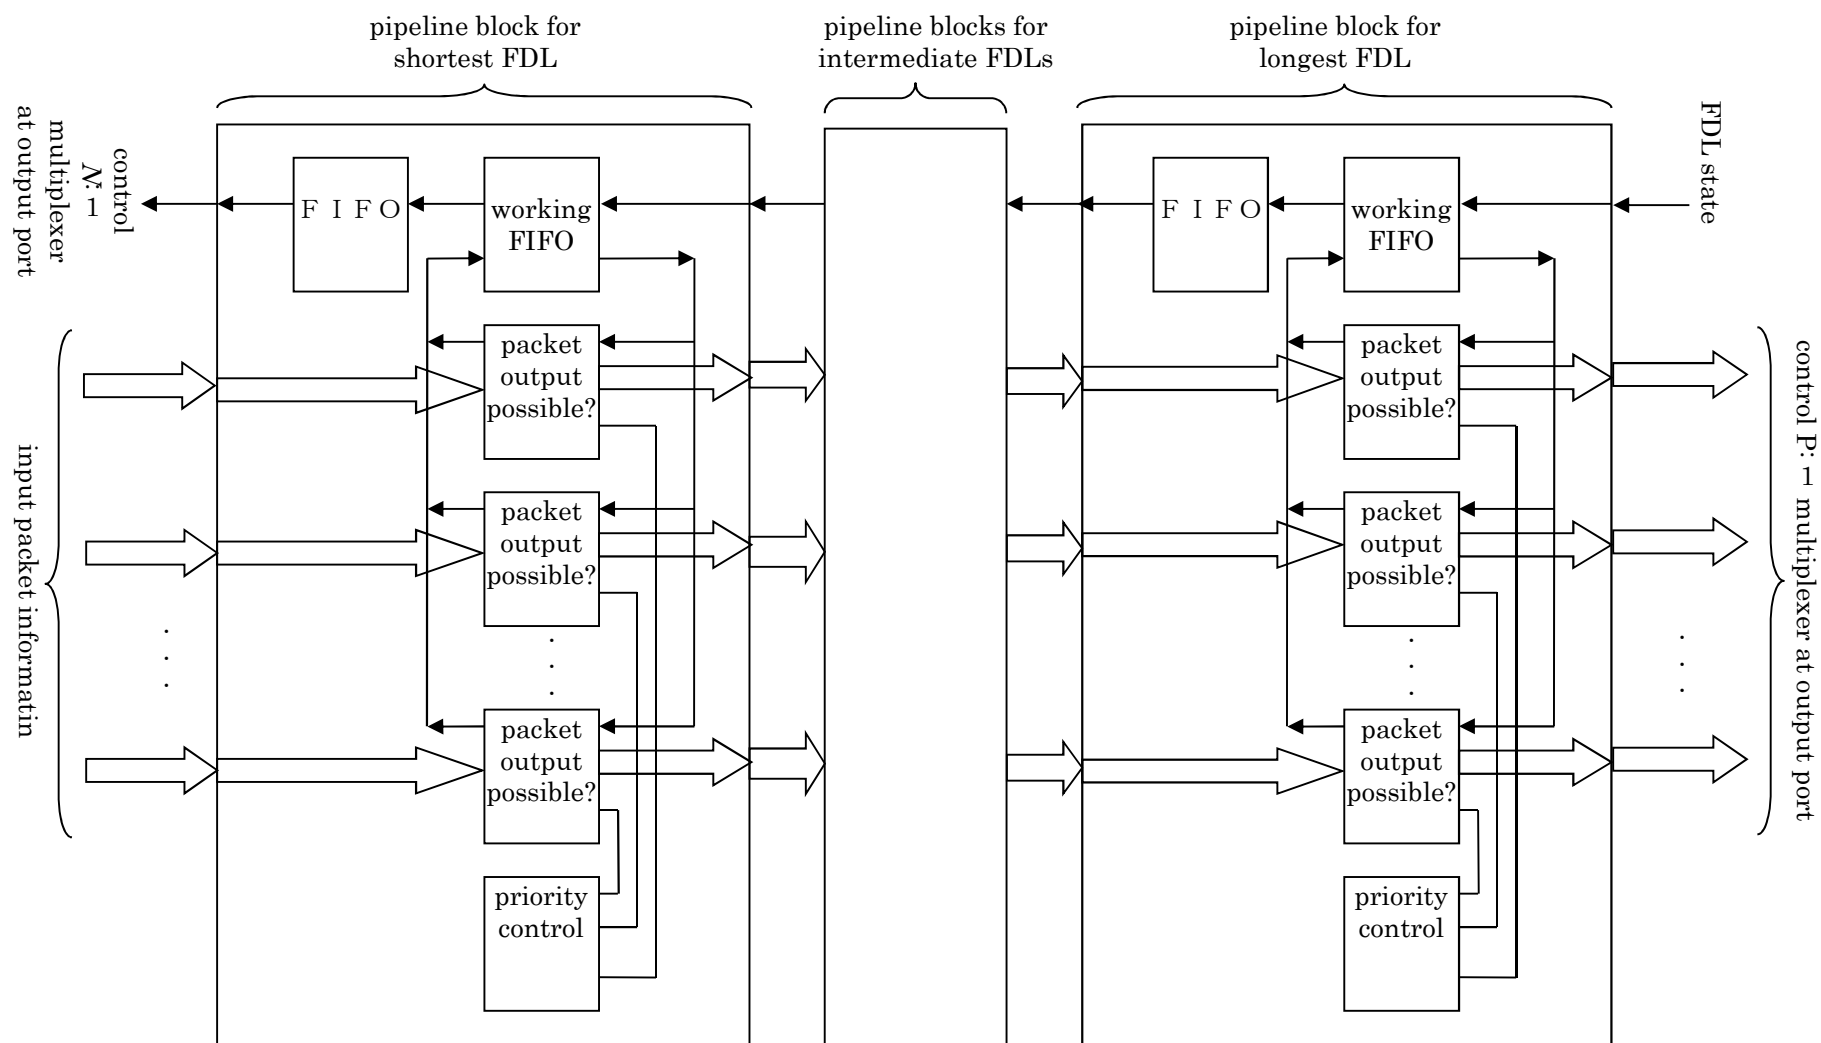 pipeline block for
shortest FDL
pipeline blocks for
intermediate FDLs
pipeline block for
longest FDL
control
N: 1
multiplexer
at output port
FIFO
working
FIFO
FIFO
working
FIFO
FDL state
input packet informatin
packet
output
possible?
packet
output
possible?
packet
output
possible?
priority
control
packet
output
possible?
packet
output
possible?
packet
output
possible?
priority
control
control P: 1 multiplexer at output port